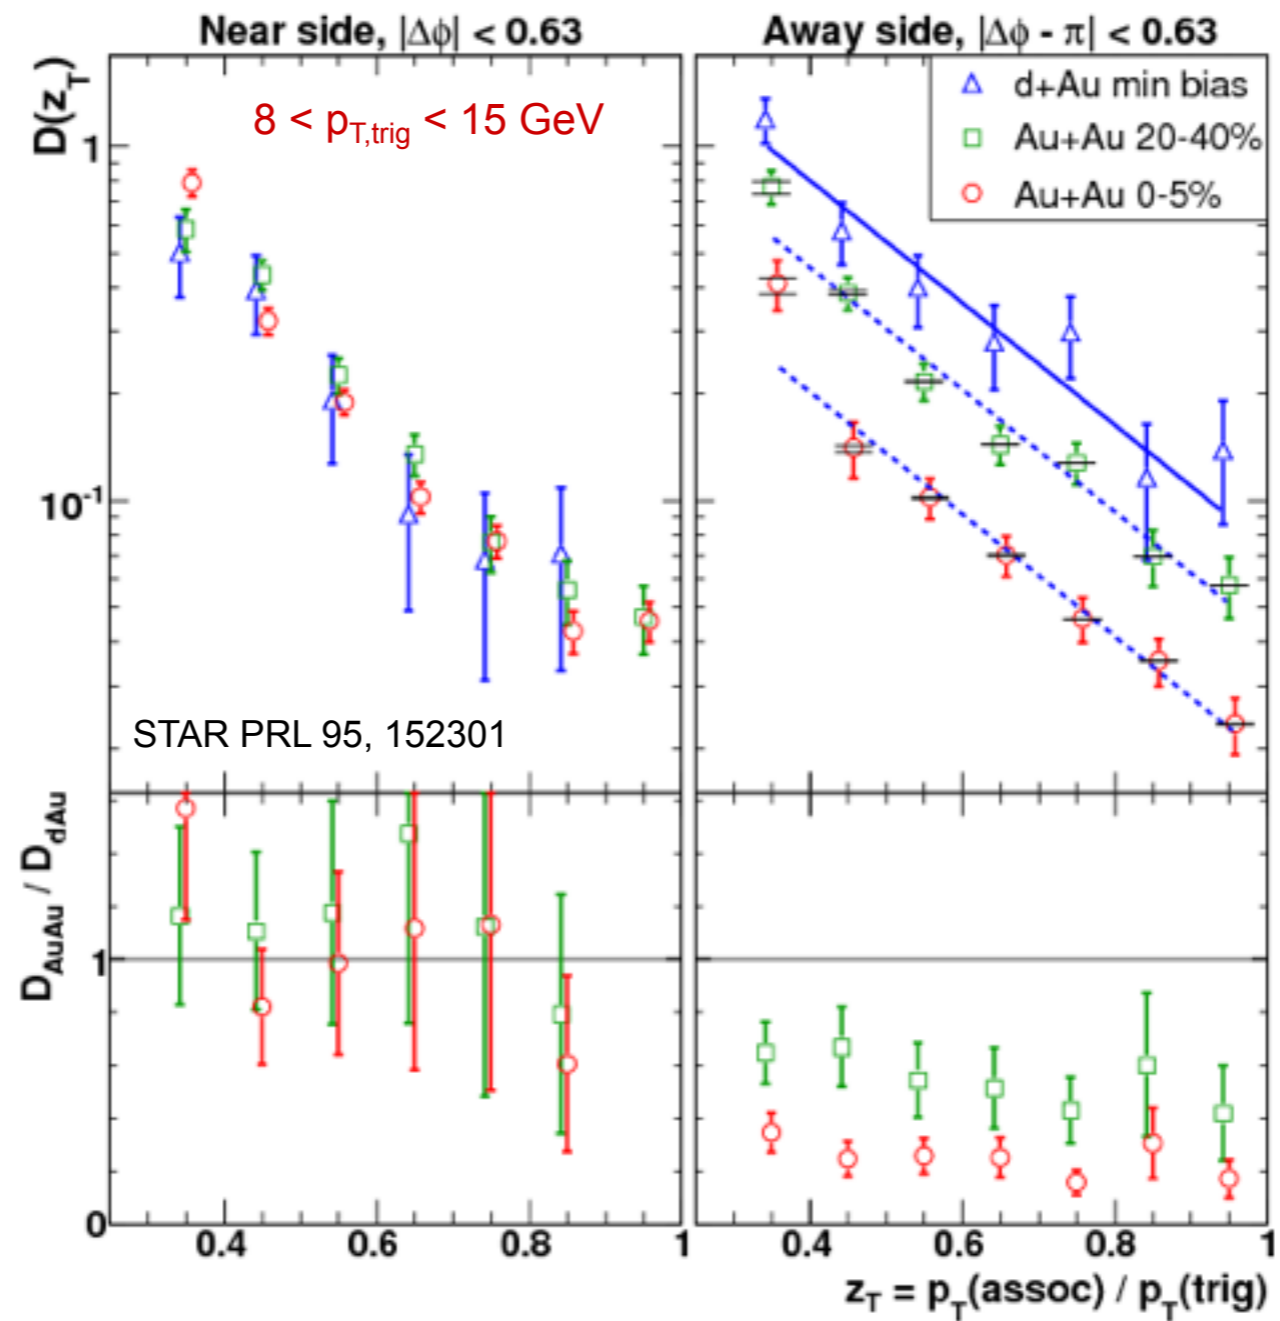 Near side, |Δϕ| < 0.63
Away side, |Δϕ - π| < 0.63
D(z_T)
8 < p_T,trig < 15 GeV
d+Au min bias
Au+Au 20-40%
Au+Au 0-5%
1
10^-1
STAR PRL 95, 152301
D_AuAu / D_dAu
1
0
0.4 0.6 0.8 1
0.4 0.6 0.8 1
z_T = p_T(assoc) / p_T(trig)